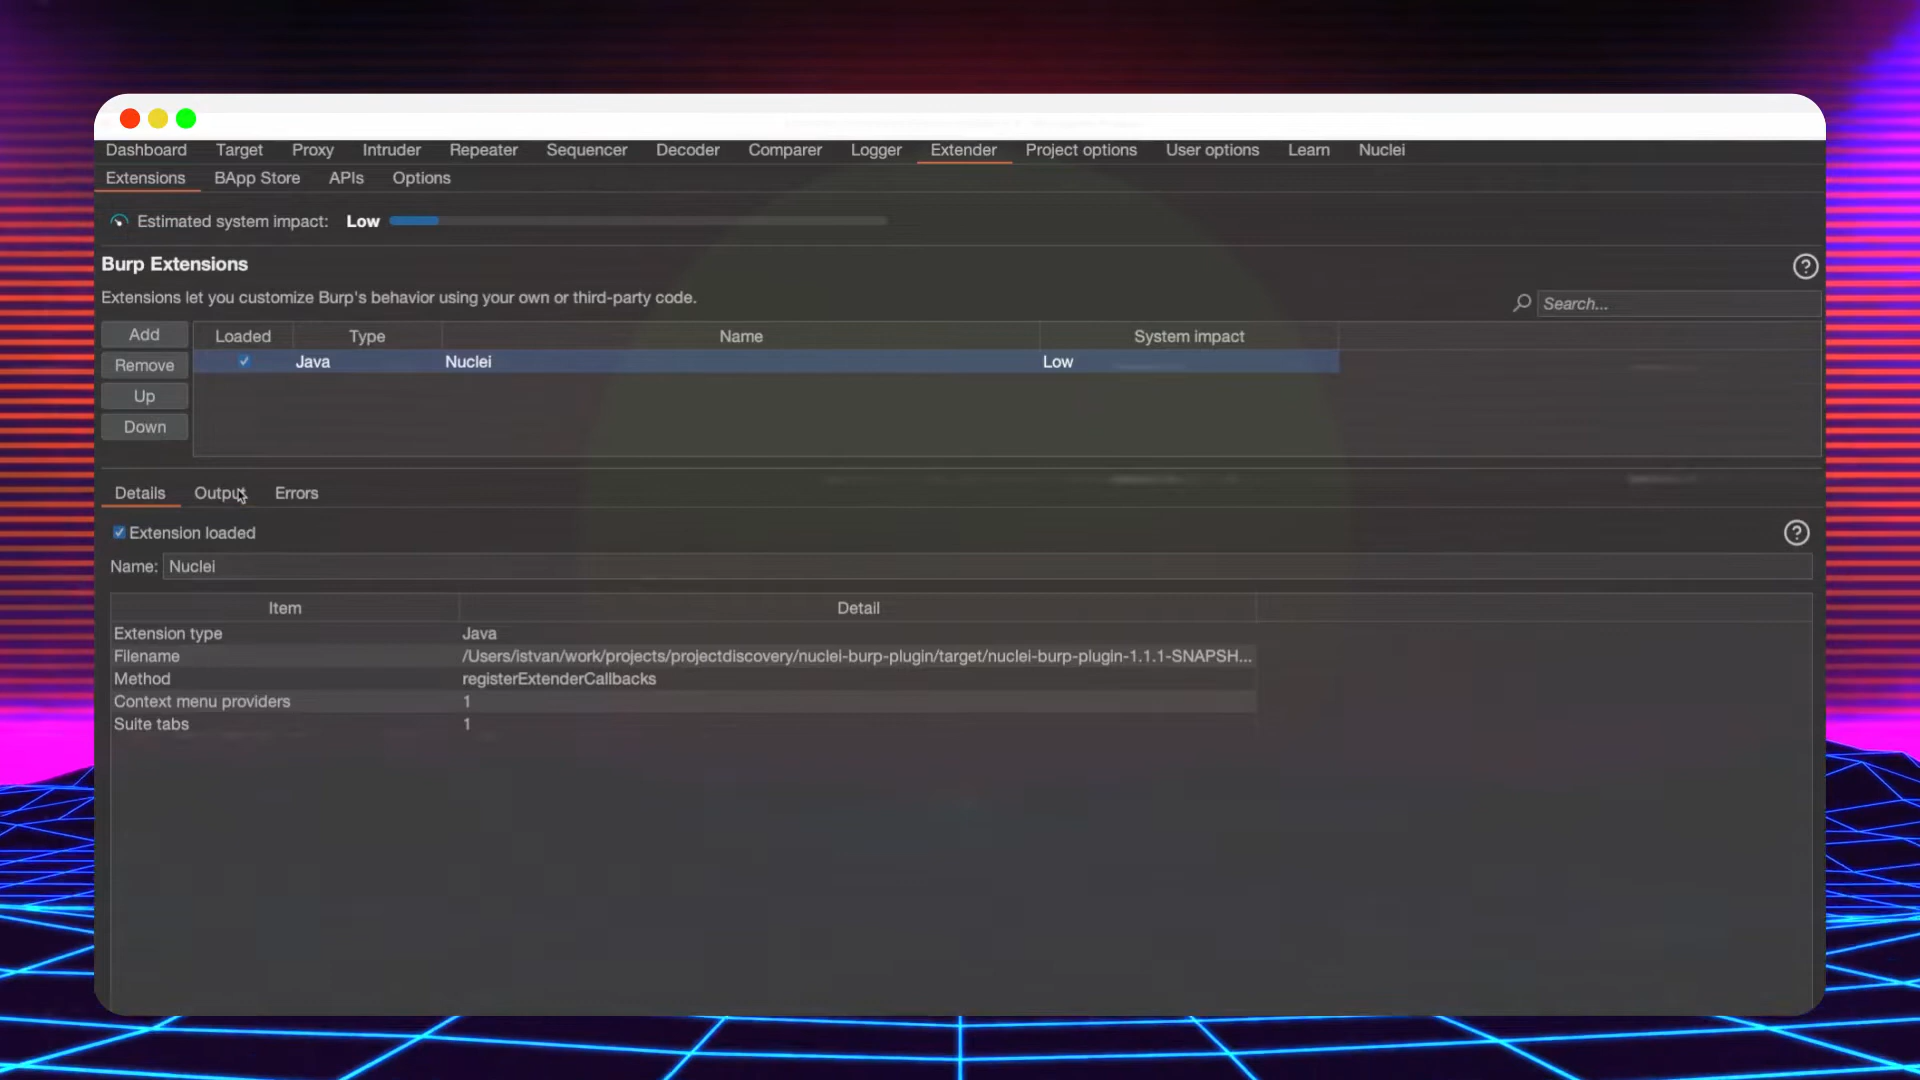 Dashboard Target Proxy Intruder Repeater Sequencer Decoder Comparer Logger Extender Project options User options Learn Nuclei
Extensions BApp Store APIs Options
Estimated system impact: Low
Burp Extensions
?
Extensions let you customize Burp's behavior using your own or third-party code.
Search...
Add
Loaded Type Name System impact
Java Nuclei Low
Remove
Up
Down
Details Output Errors
Extension loaded
?
Name: Nuclei
Item Detail
Extension type Java
Filename /Users/istvan/work/projects/projectdiscovery/nuclei-burp-plugin/target/nuclei-burp-plugin-1.1.1-SNAPSH...
Method registerExtenderCallbacks
Context menu providers 1
Suite tabs 1